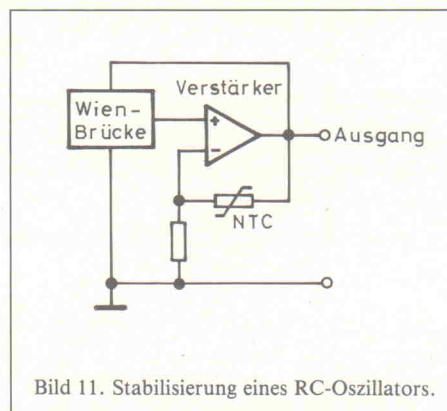 Verstärker
Wien-
Brücke
+
-
Ausgang
NTC
Bild 11. Stabilisierung eines RC-Oszillators.